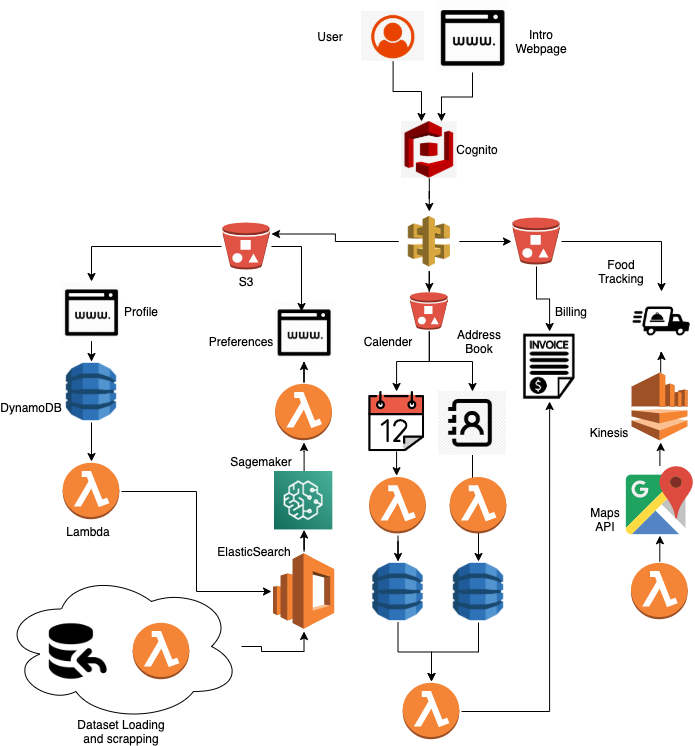 User
Intro
Webpage
www.
Cognito
S3
Food
Tracking
www.
Profile
www.
Preferences
Calender
Address
Book
Billing
INVOICE
$
12
DynamoDB
Kinesis
Sagemaker
G
Maps
API
Lambda
ElasticSearch
Dataset Loading
and scrapping